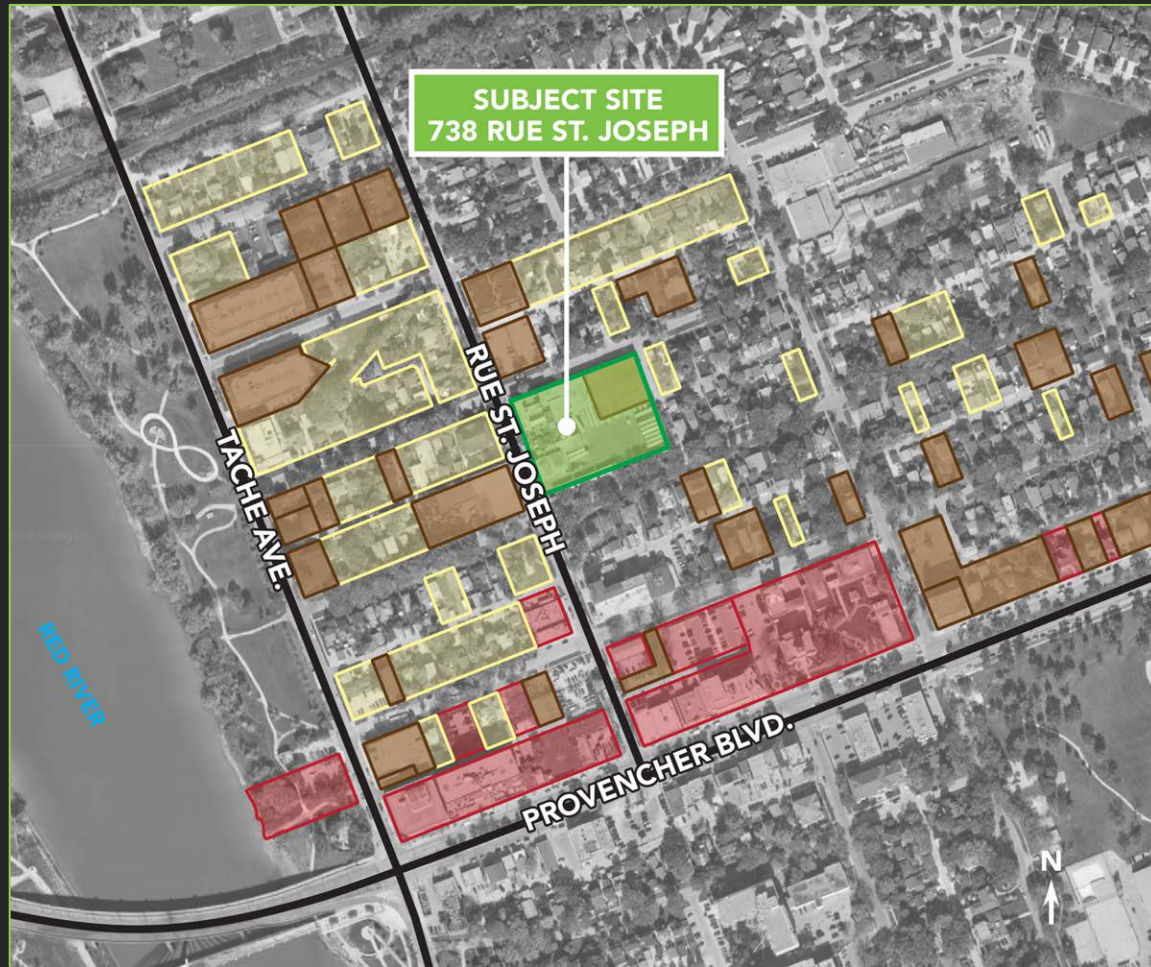 SUBJECT SITE
738 RUE ST. JOSEPH
RUE ST. JOSEPH
TACHE AVE.
RED RIVER
PROVENCHER BLVD.
N